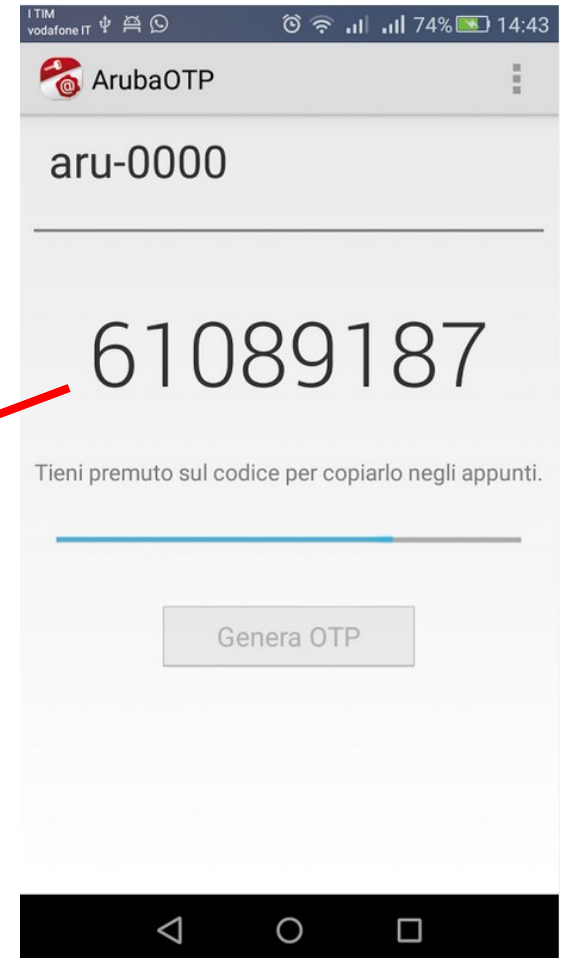 I TIM
vodafone IT 74% 14:43
ArubaOTP
aru-0000
61089187
Tieni premuto sul codice per copiarlo negli appunti.
Genera OTP